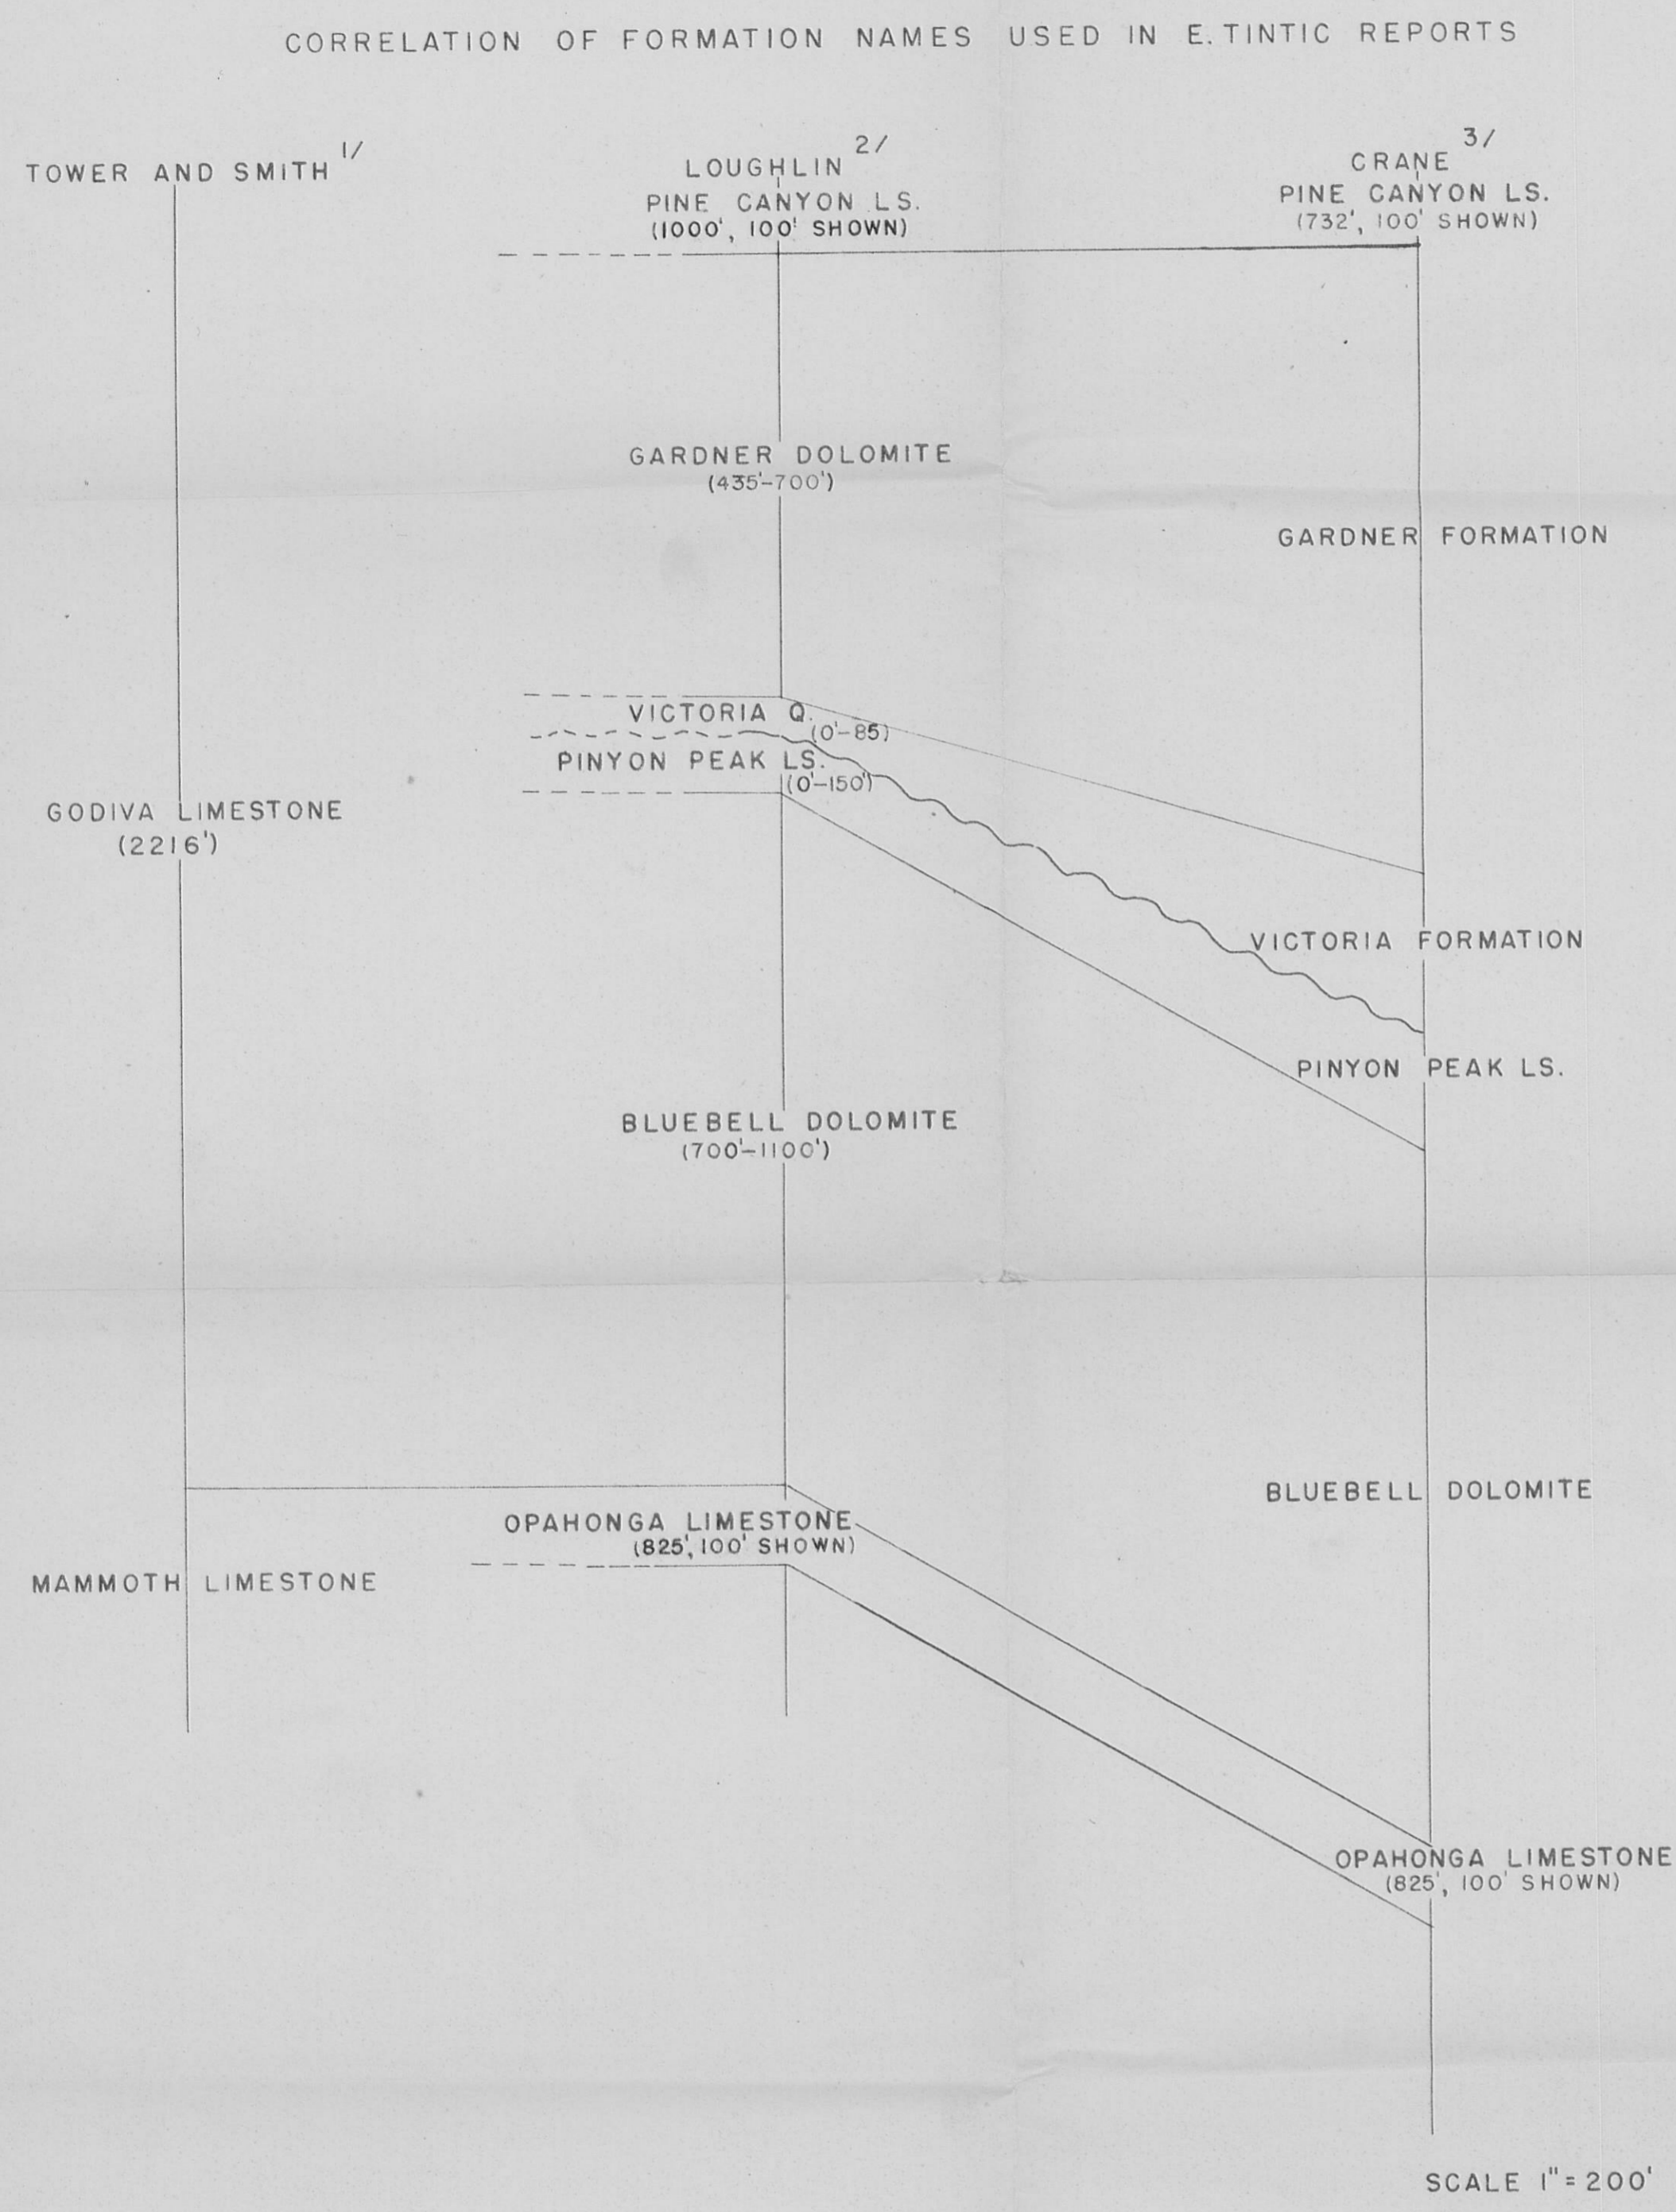 CORRELATION OF FORMATION NAMES USED IN E. TINTIC REPORTS
TOWER AND SMITH 1/
GODIVA LIMESTONE
(2216')
MAMMOTH LIMESTONE
LOUGHLIN 2/
PINE CANYON LS.
(1000', 100' SHOWN)
GARDNER DOLOMITE
(435'-700')
VICTORIA Q.
(0'-85)
PINYON PEAK LS.
(0'-150')
BLUEBELL DOLOMITE
(700'-1100')
OPAHONGA LIMESTONE
(825', 100' SHOWN)
CRANE 3/
PINE CANYON LS.
(732', 100' SHOWN)
GARDNER FORMATION
VICTORIA FORMATION
PINYON PEAK LS.
BLUEBELL DOLOMITE
OPAHONGA LIMESTONE
(825', 100' SHOWN)
SCALE 1" = 200'